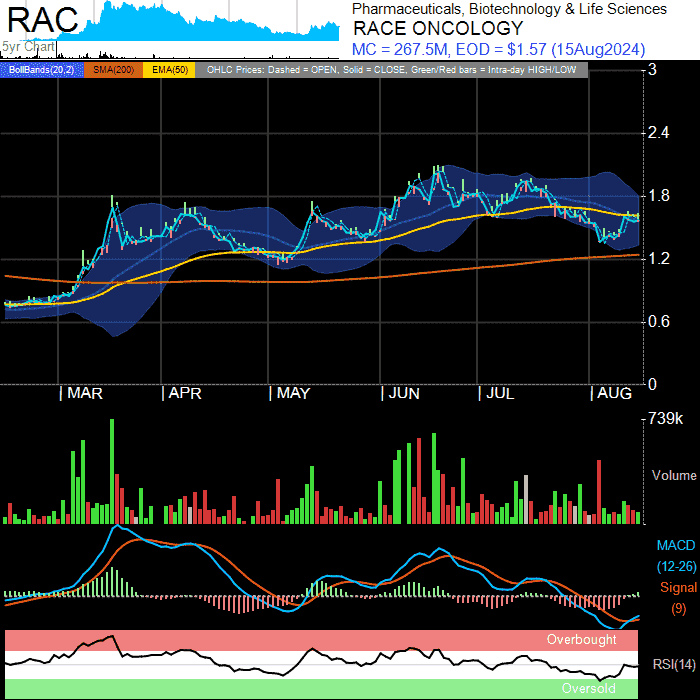 RAC
5yr Chart
Pharmaceuticals, Biotechnology & Life Sciences
RACE ONCOLOGY
MC = 267.5M, EOD = $1.57 (15Aug2024)
BollBands(20,2) SMA(200) EMA(50) OHLC Prices: Dashed = OPEN, Solid = CLOSE, Green/Red bars = Intra-day HIGH/LOW
3
2.4
1.8
1.2
0.6
0
MAR APR MAY JUN JUL AUG
739k
Volume
MACD
(12-26)
Signal
(9)
Overbought
RSI(14)
Oversold